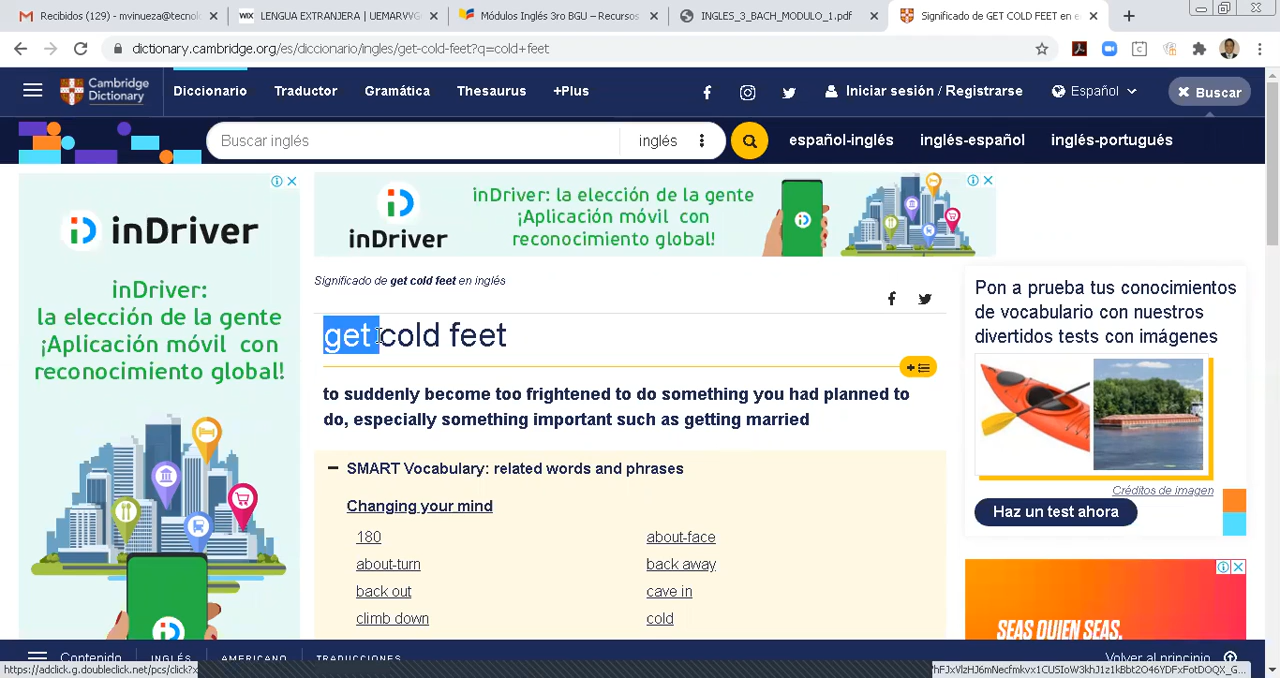 Recibidos (129) - mvinueza@tecnol
LENGUA EXTRANJERA | UEMARVVG
Módulos Inglés 3ro BGU – Recursos
INGLES_3_BACH_MODULO_1.pdf
Significado de GET COLD FEET en e
dictionary.cambridge.org/es/diccionario/ingles/get-cold-feet?q=cold+feet
Cambridge
Dictionary
Diccionario
Traductor
Gramática
Thesaurus
+Plus
Iniciar sesión / Registrarse
Español
Buscar
Buscar inglés
inglés
español-inglés
inglés-español
inglés-portugués
inDriver
inDriver:
la elección de la gente
¡Aplicación móvil con
reconocimiento global!
inDriver
inDriver: la elección de la gente
¡Aplicación móvil con
reconocimiento global!
Significado de get cold feet en inglés
get cold feet
to suddenly become too frightened to do something you had planned to
do, especially something important such as getting married
SMART Vocabulary: related words and phrases
Changing your mind
180
about-face
about-turn
back away
back out
cave in
climb down
cold
Pon a prueba tus conocimientos
de vocabulario con nuestros
divertidos tests con imágenes
Créditos de imagen
Haz un test ahora
SEAS QUIEN SEAS,
Contenido
INGLÉS
AMERICANO
TRADUCCIONES
Volver al principio
https://adclick.g.doubleclick.net/pcs/click?x